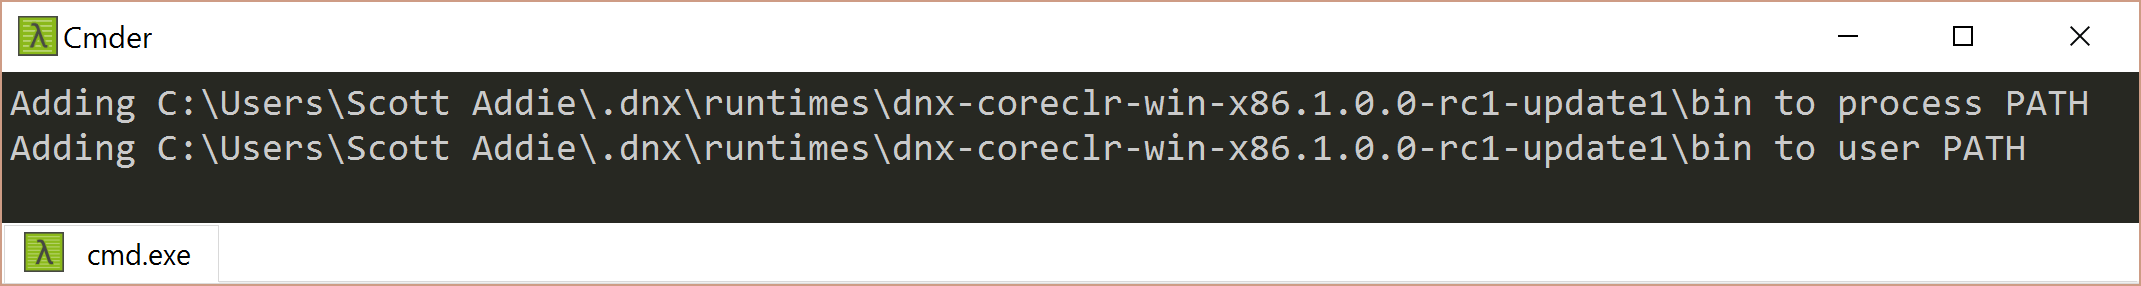 λ Cmder
Adding C:\Users\Scott Addie\.dnx\runtimes\dnx-coreclr-win-x86.1.0.0-rc1-update1\bin to process PATH
Adding C:\Users\Scott Addie\.dnx\runtimes\dnx-coreclr-win-x86.1.0.0-rc1-update1\bin to user PATH
λ cmd.exe